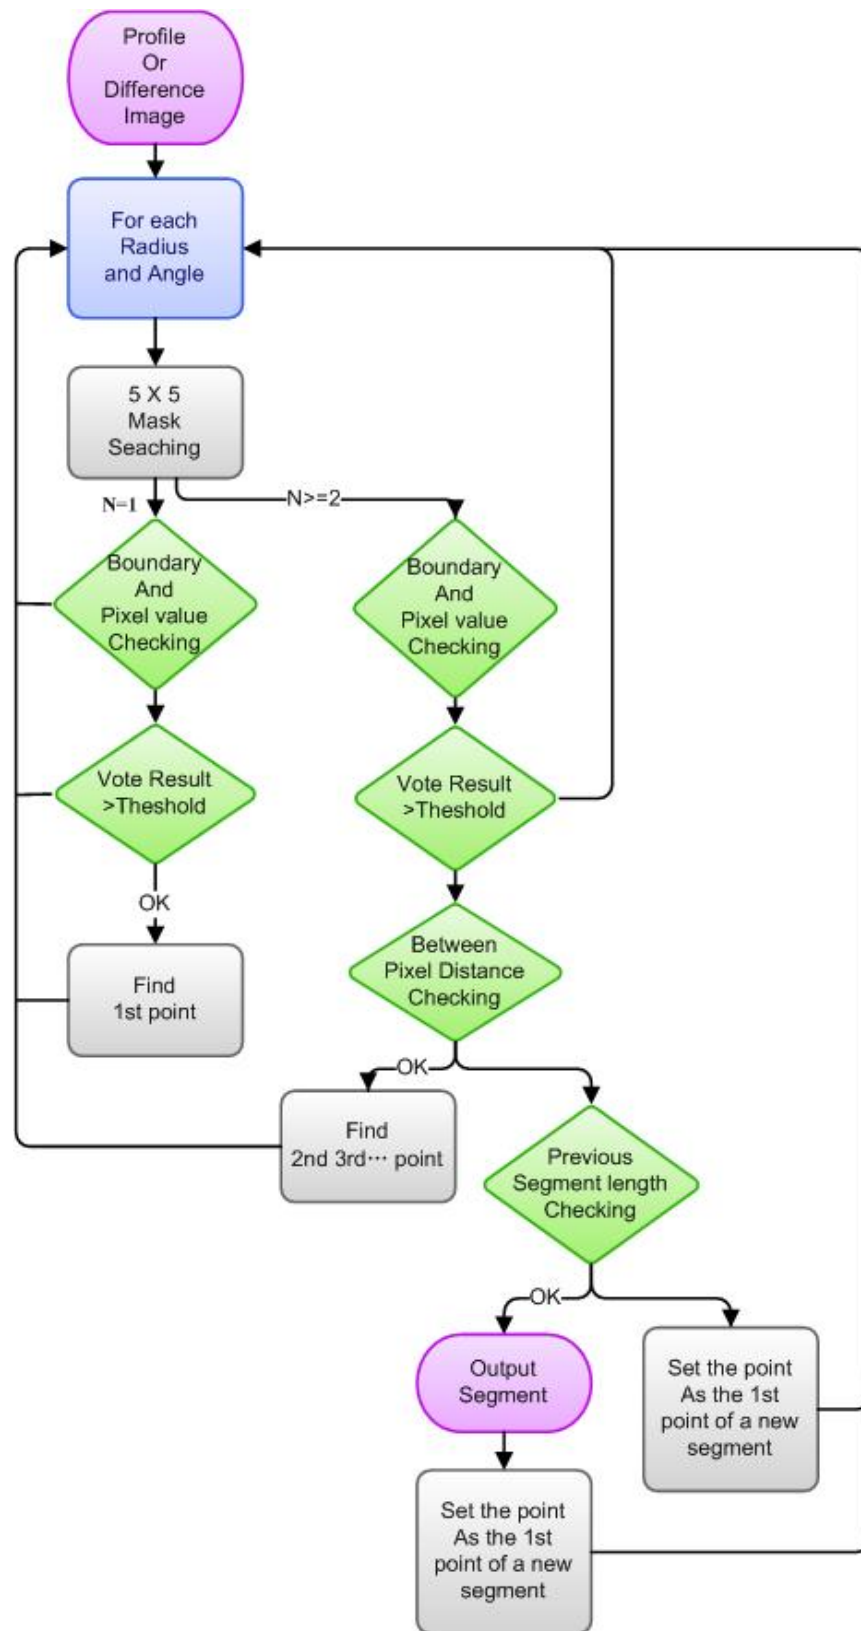 Profile
Or
Difference
Image
For each
Radius
and Angle
5 X 5
Mask
Seaching
N=1
N>=2
Boundary
And
Pixel value
Checking
Boundary
And
Pixel value
Checking
Vote Result
>Theshold
Vote Result
>Theshold
OK
Between
Pixel Distance
Checking
Find
1st point
OK
Find
2nd 3rd··· point
Previous
Segment length
Checking
OK
Output
Segment
Set the point
As the 1st
point of a new
segment
Set the point
As the 1st
point of a new
segment